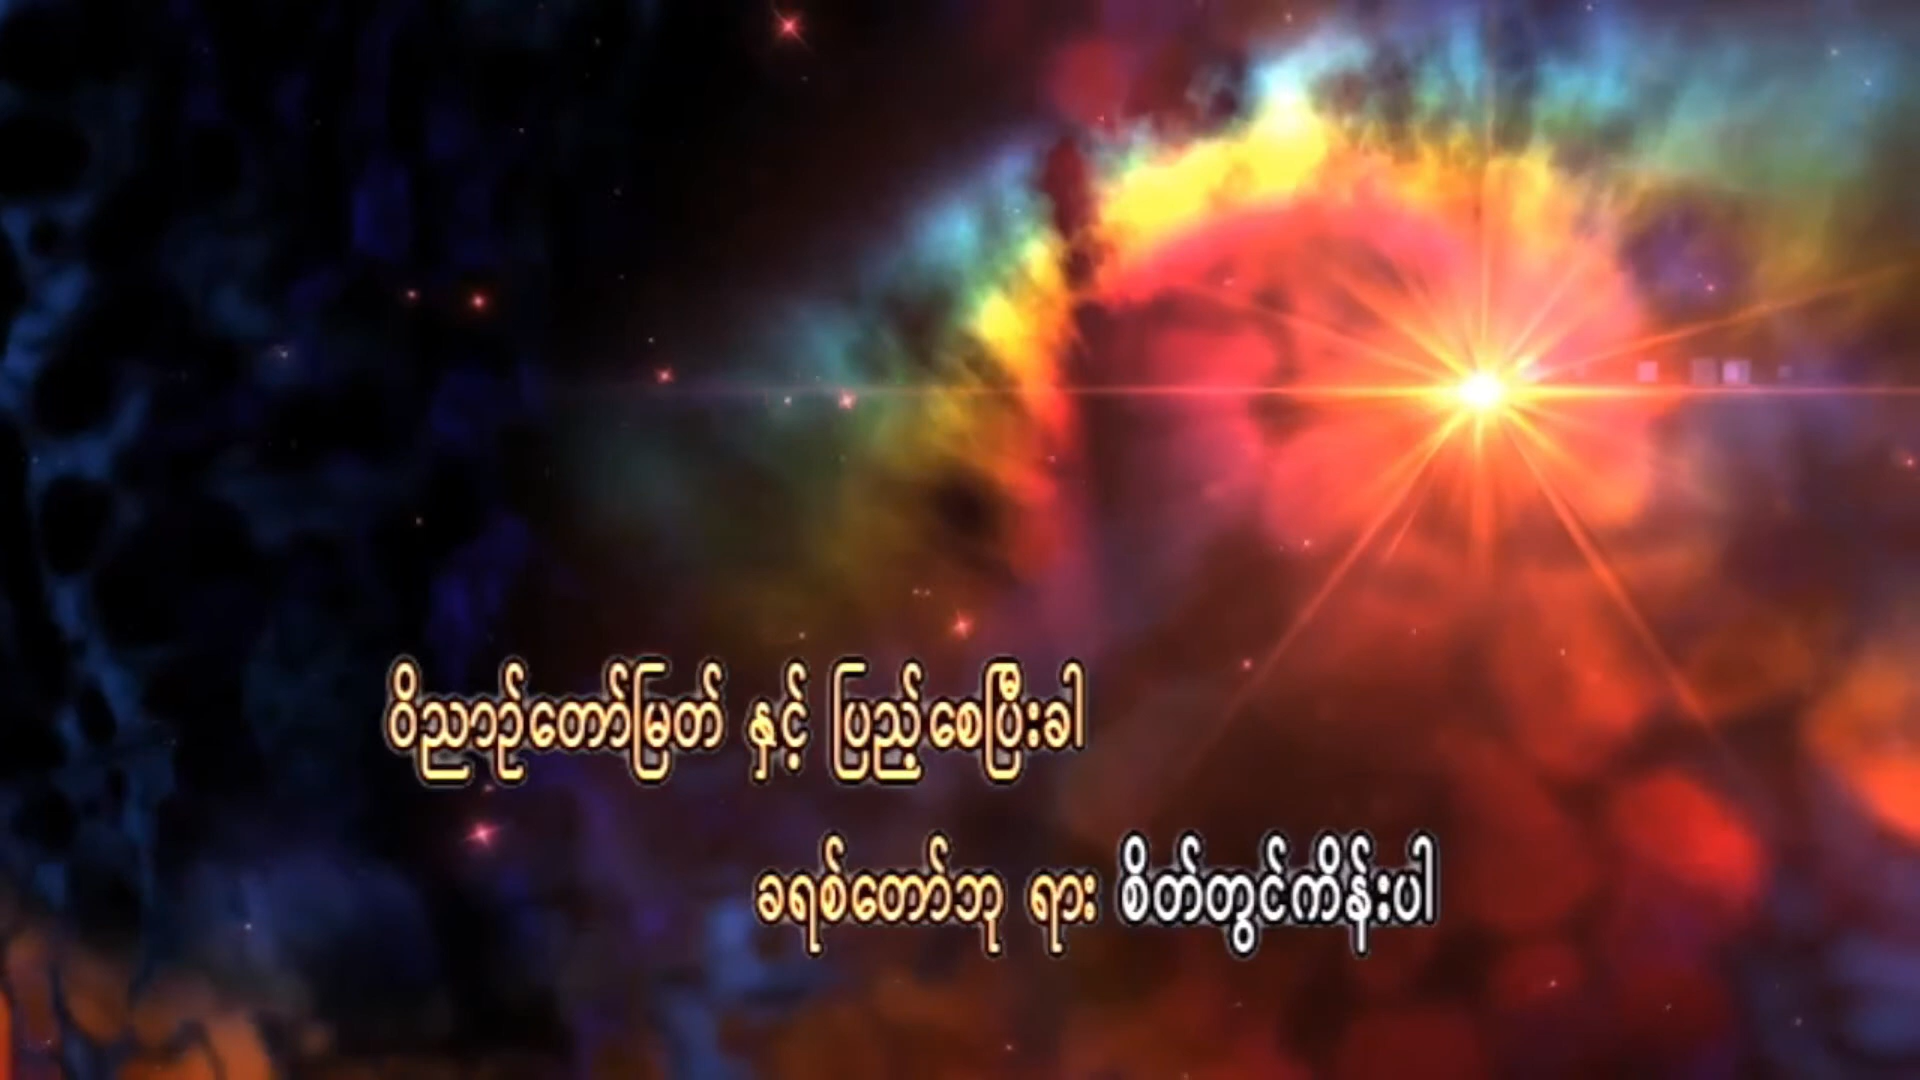 ဝိညာဉ်တော်မြတ် နှင့် ပြည့်စေပြီးခါ
ခရစ်တော်ဘု ရား စိတ်တွင်ကိန်းပါ